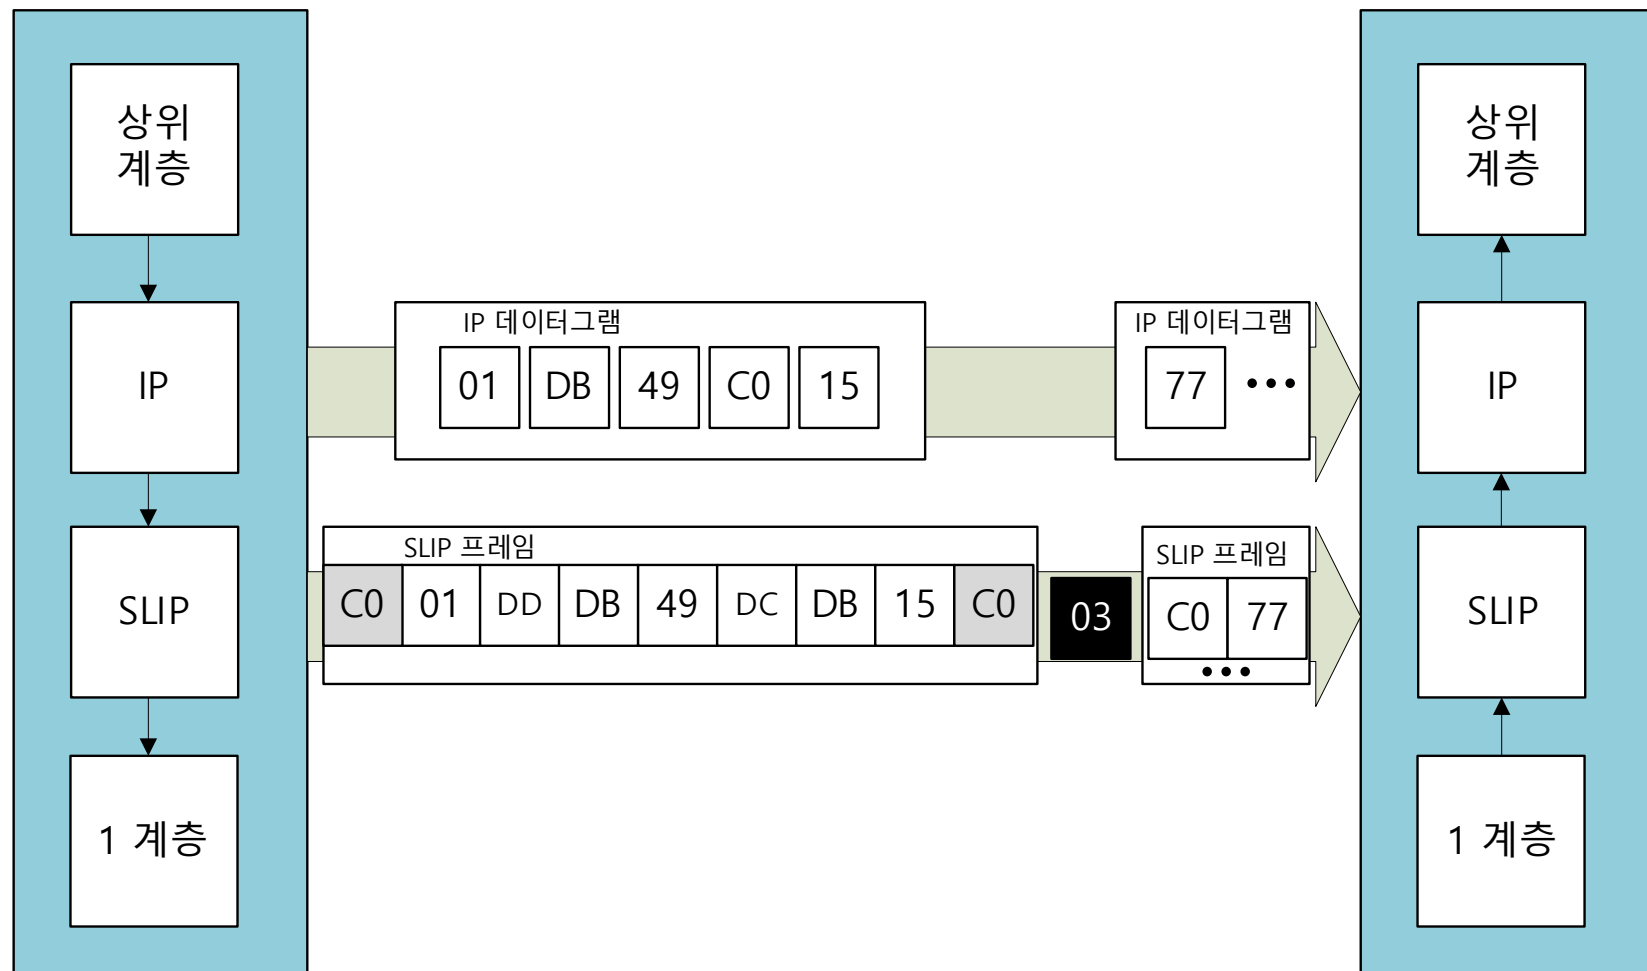 상위
계층
IP
SLIP
1 계층
IP 데이터그램
01 DB 49 C0 15
IP 데이터그램
77 •••
SLIP 프레임
C0 01 DD DB 49 DC DB 15 C0
03
SLIP 프레임
C0 77
•••
상위
계층
IP
SLIP
1 계층